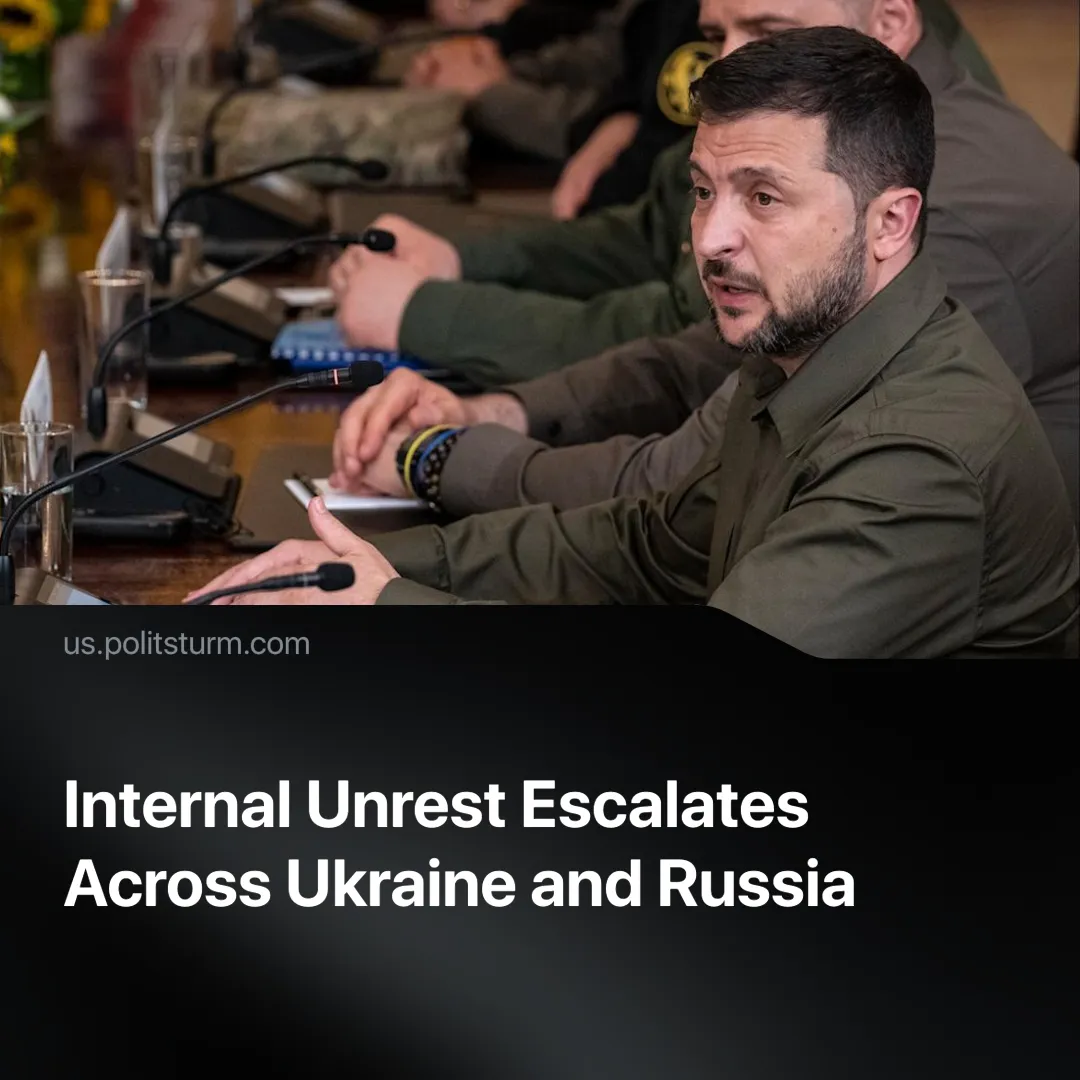 us.politsturm.com
Internal Unrest Escalates
Across Ukraine and Russia